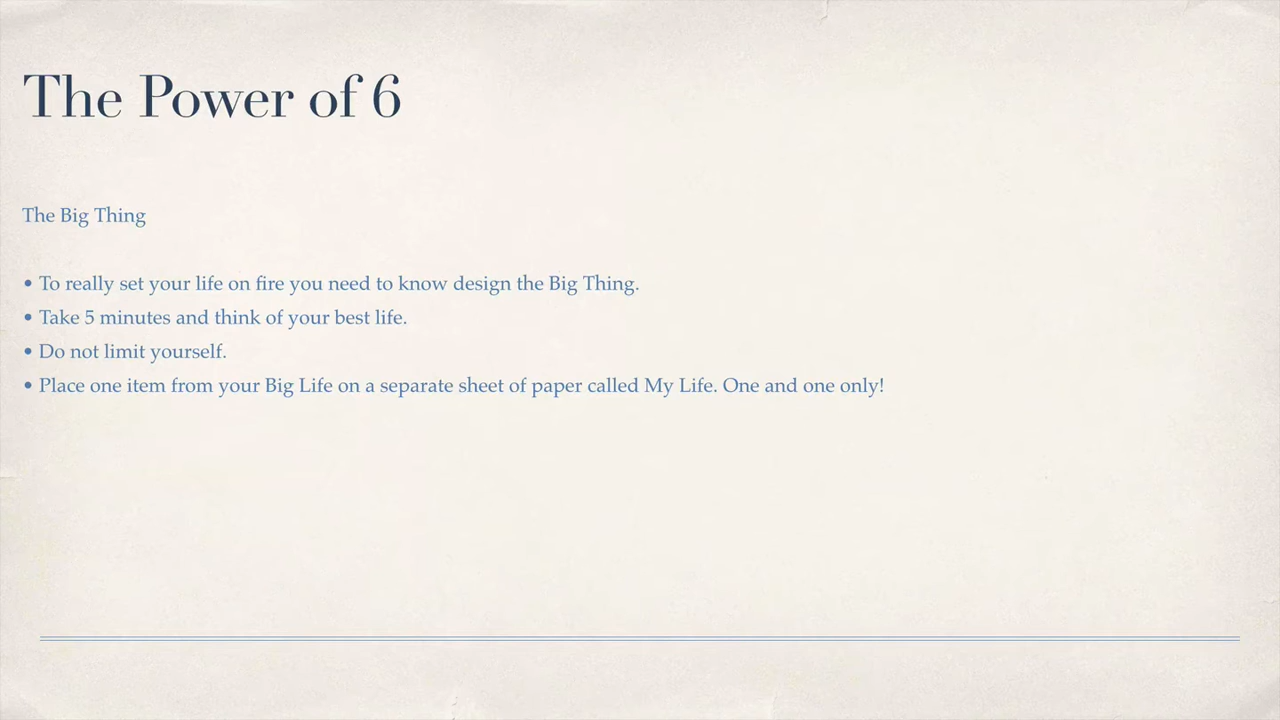 The Power of 6
The Big Thing
• To really set your life on fire you need to know design the Big Thing.
• Take 5 minutes and think of your best life.
• Do not limit yourself.
• Place one item from your Big Life on a separate sheet of paper called My Life. One and one only!